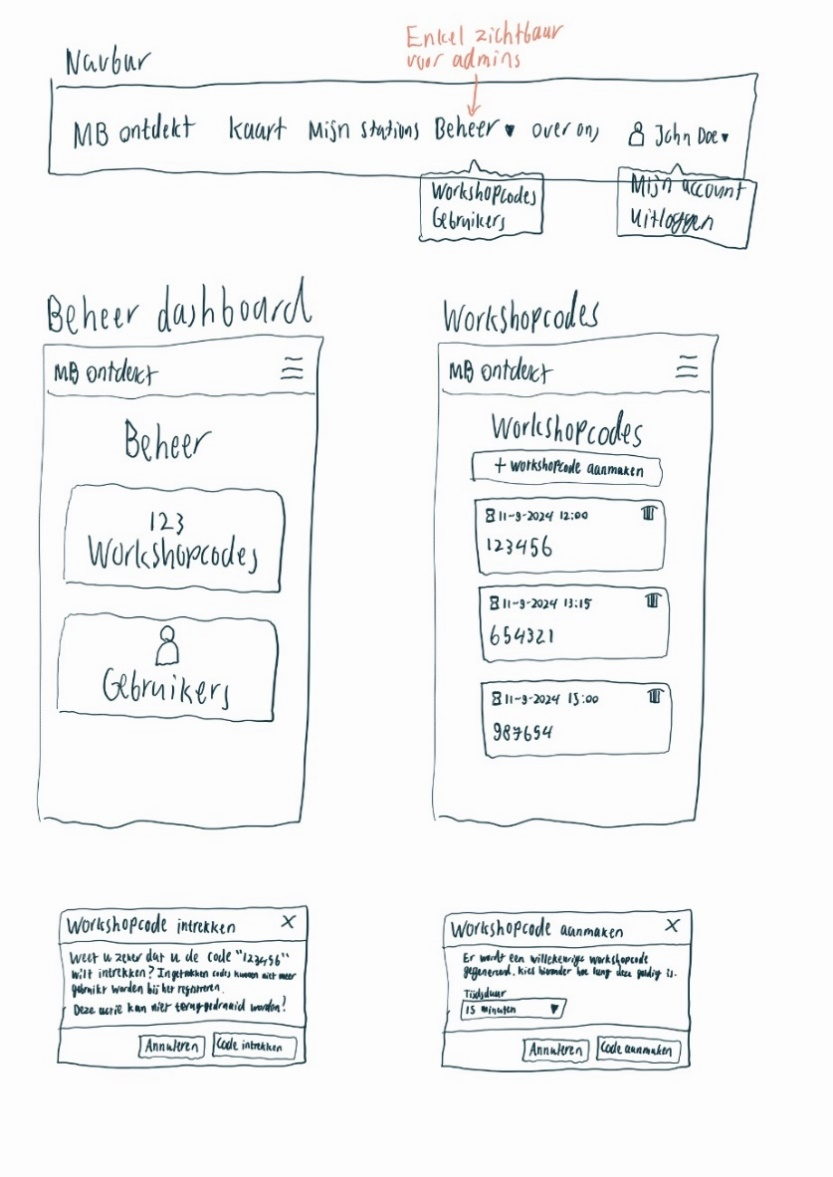 Enkel zichtbaar
voor admins
Navbar
MB ontdekt kaart Mijn stations Beheer over ons John Doe
Workshopcodes
Gebruikers
Mijn account
Uitloggen
Beheer dashboard
MB ontdekt
Beheer
123
Workshopcodes
Gebruikers
Workshopcodes
MB ontdekt
Workshopcodes
+ workshopcode aanmaken
11-9-2024 12:00
123456
11-9-2024 13:15
654321
11-9-2024 15:00
987654
Workshopcode intrekken X
Weet u zeker dat u de code "123456"
wilt intrekken? Ingetrokken codes kunnen niet meer
gebruikt worden bij het registreren.
Deze actie kan niet teruggedraaid worden!
Annuleren Code intrekken
Workshopcode aanmaken X
Er wordt een willekeurige workshopcode
gegenereerd. Kies hieronder hoe lang deze geldig is.
Tijdsduur
15 minuten
Annuleren Code aanmaken